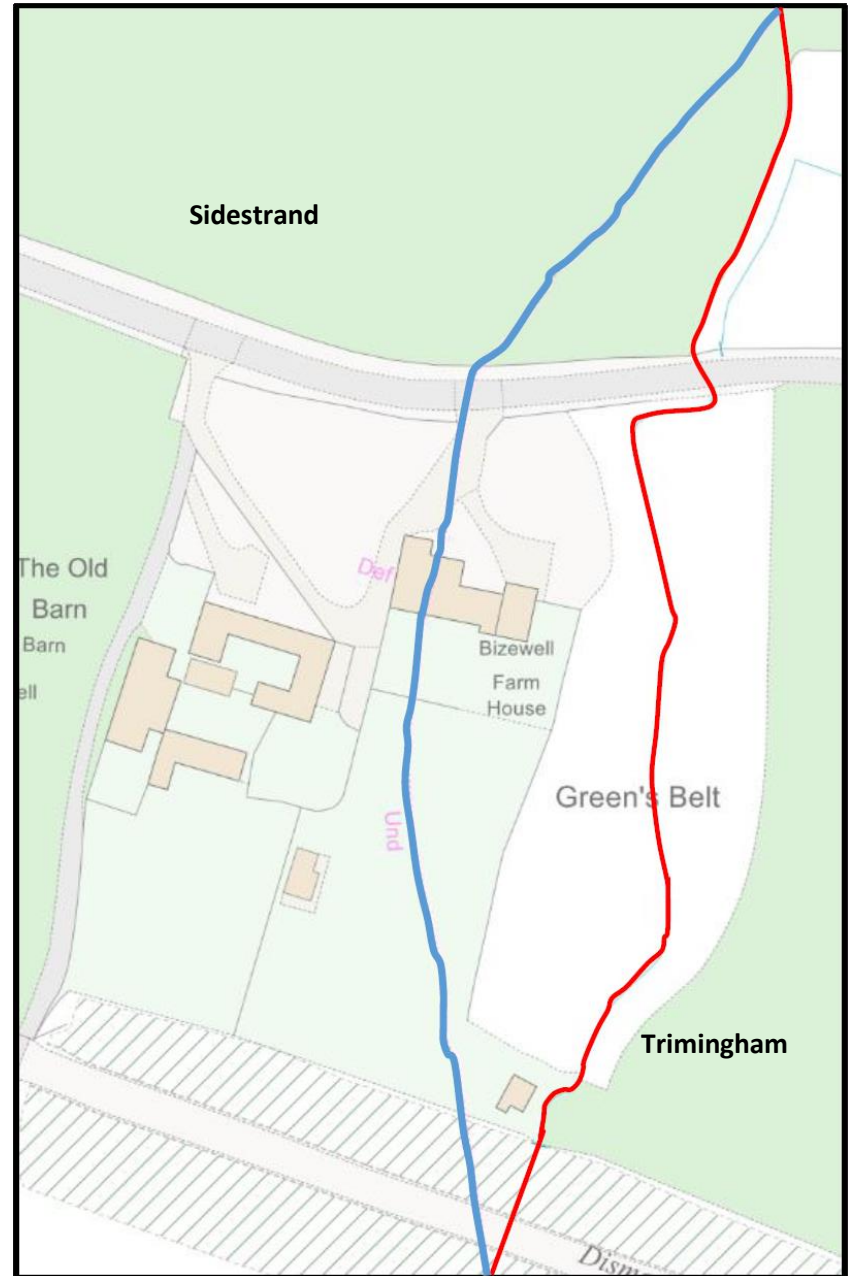 Sidestrand
The Old
Barn
Barn
ell
Def
Bizewell
Farm
House
Green's Belt
Und
Trimingham
Dism